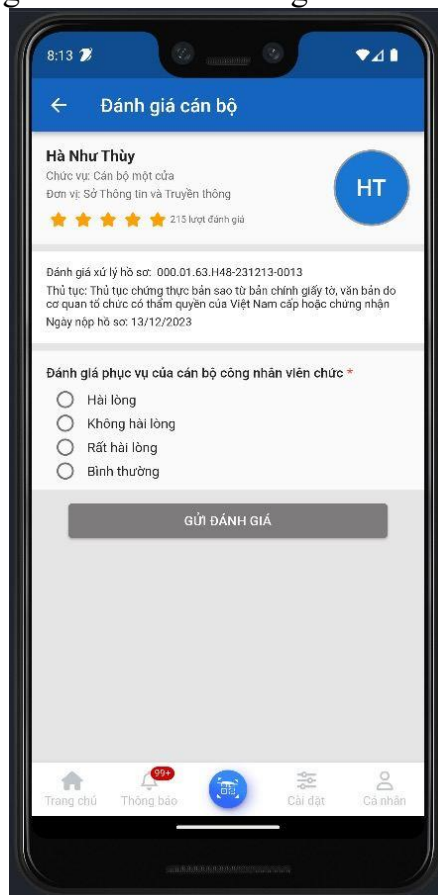 8:13
Đánh giá cán bộ
Hà Như Thùy
Chức vụ: Cán bộ một cửa
Đơn vị: Sở Thông tin và Truyền thông
HT
215 lượt đánh giá
Đánh giá xử lý hồ sơ: 000.01.63.H48-231213-0013
Thủ tục: Thủ tục chứng thực bản sao từ bản chính giấy tờ, văn bản do
cơ quan tổ chức có thẩm quyền của Việt Nam cấp hoặc chứng nhận
Ngày nộp hồ sơ: 13/12/2023
Đánh giá phục vụ của cán bộ công nhân viên chức *
Hài lòng
Không hài lòng
Rất hài lòng
Bình thường
GỬI ĐÁNH GIÁ
99+
Trang chủ Thông báo Cài đặt Cá nhân